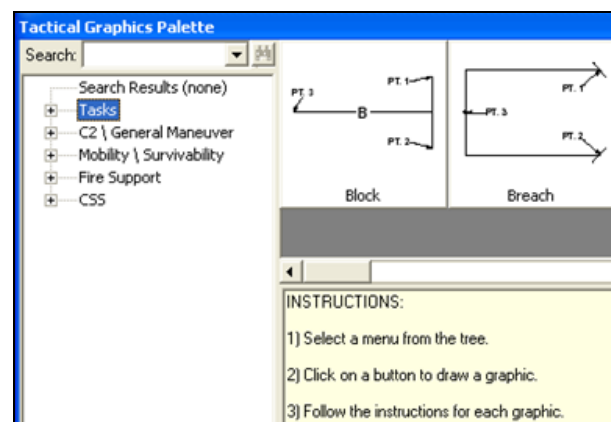 Tactical Graphics Palette
Search:
Search Results (none)
Tasks
C2 \ General Maneuver
Mobility \ Survivability
Fire Support
CSS
PT. 3
PT. 1
B
PT. 2
Block
PT. 1
PT. 3
PT. 2
Breach
INSTRUCTIONS:
1) Select a menu from the tree.
2) Click on a button to draw a graphic.
3) Follow the instructions for each graphic.